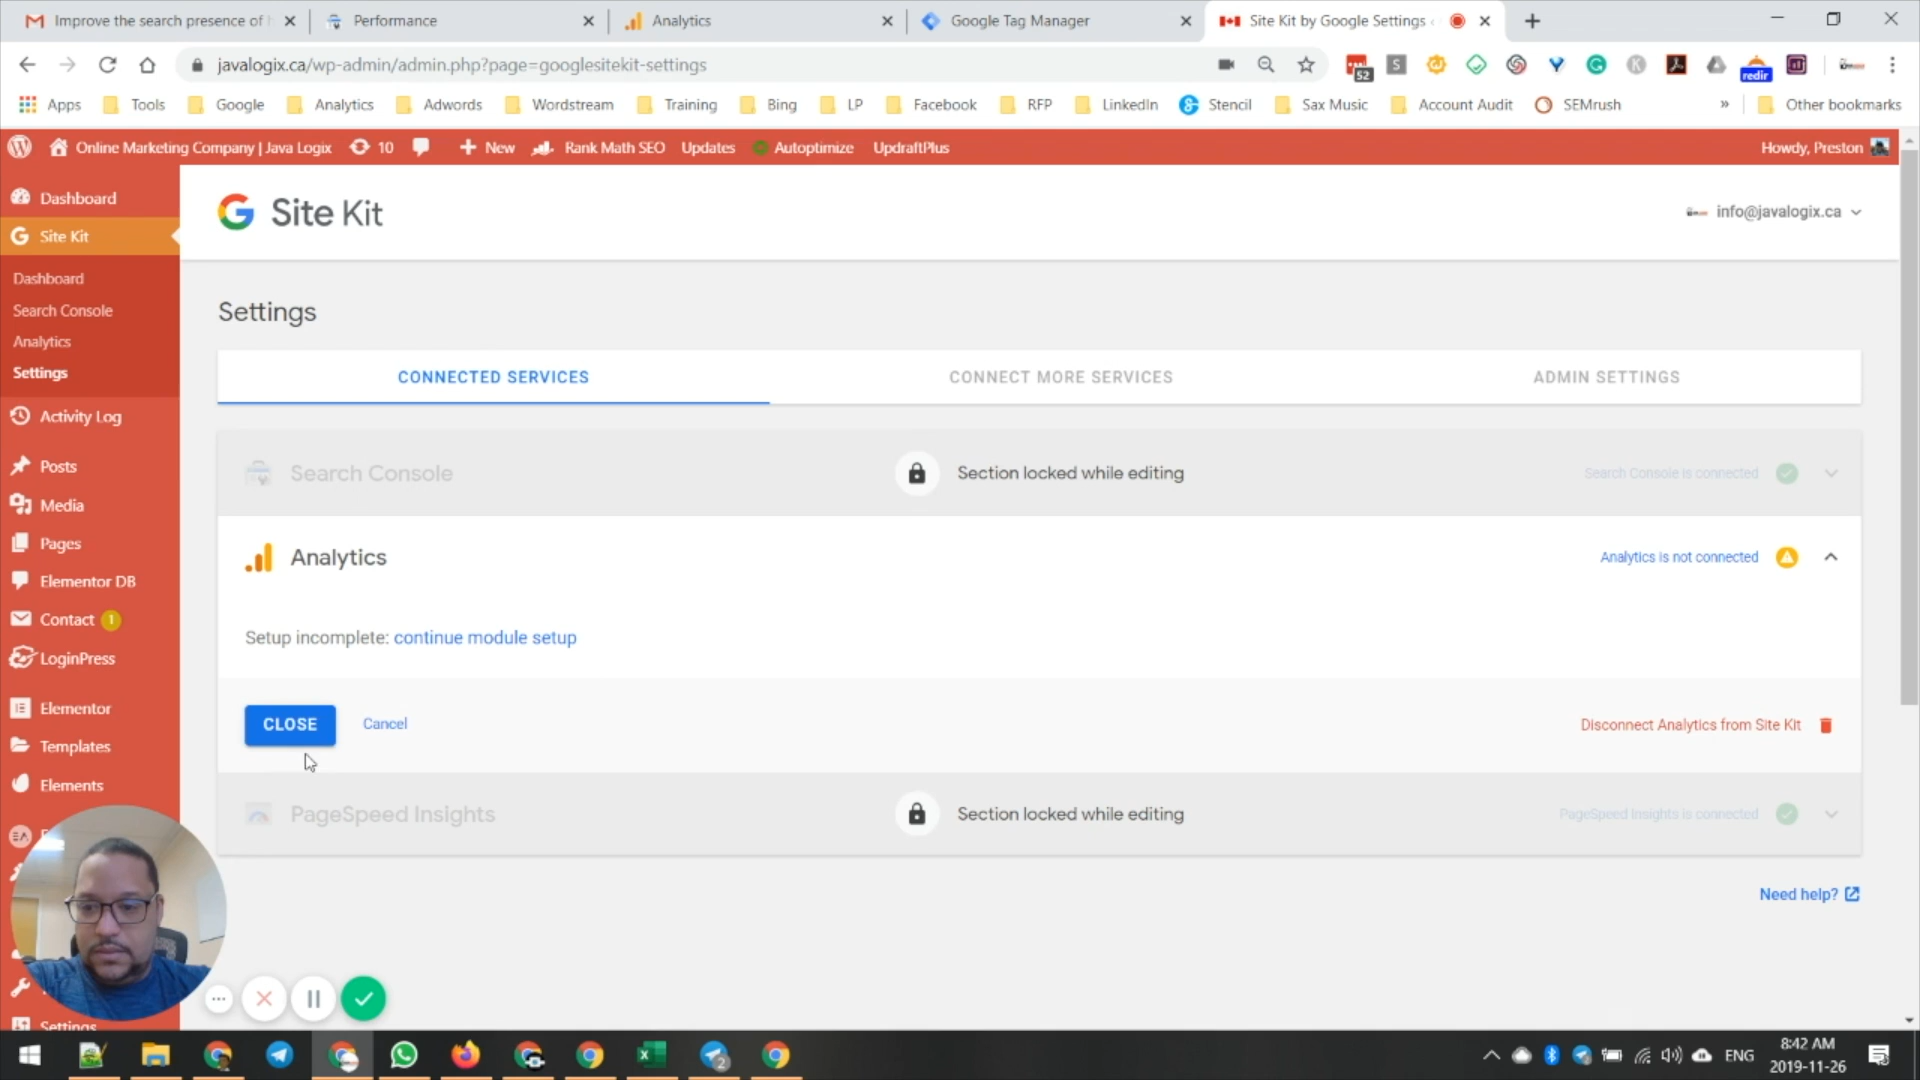 Improve the search presence of
Performance
Analytics
Google Tag Manager
Site Kit by Google Settings
javalogix.ca/wp-admin/admin.php?page=googlesitekit-settings
52
S
redir
Apps
Tools
Google
Analytics
Adwords
Wordstream
Training
Bing
LP
Facebook
RFP
LinkedIn
Stencil
Sax Music
Account Audit
SEMrush
»
Other bookmarks
Online Marketing Company | Java Logix
10
New
Rank Math SEO
Updates
Autoptimize
UpdraftPlus
Howdy, Preston
Dashboard
Site Kit
Dashboard
Search Console
Analytics
Settings
Activity Log
Posts
Media
Pages
Elementor DB
Contact 1
LoginPress
Elementor
Templates
Elements
EA
Settings
Site Kit
info@javalogix.ca
Settings
CONNECTED SERVICES
CONNECT MORE SERVICES
ADMIN SETTINGS
Search Console
Section locked while editing
Search Console is connected
Analytics
Analytics is not connected
Setup incomplete: continue module setup
CLOSE
Cancel
Disconnect Analytics from Site Kit
PageSpeed Insights
Section locked while editing
PageSpeed Insights is connected
Need help?
2
ENG
8:42 AM
2019-11-26